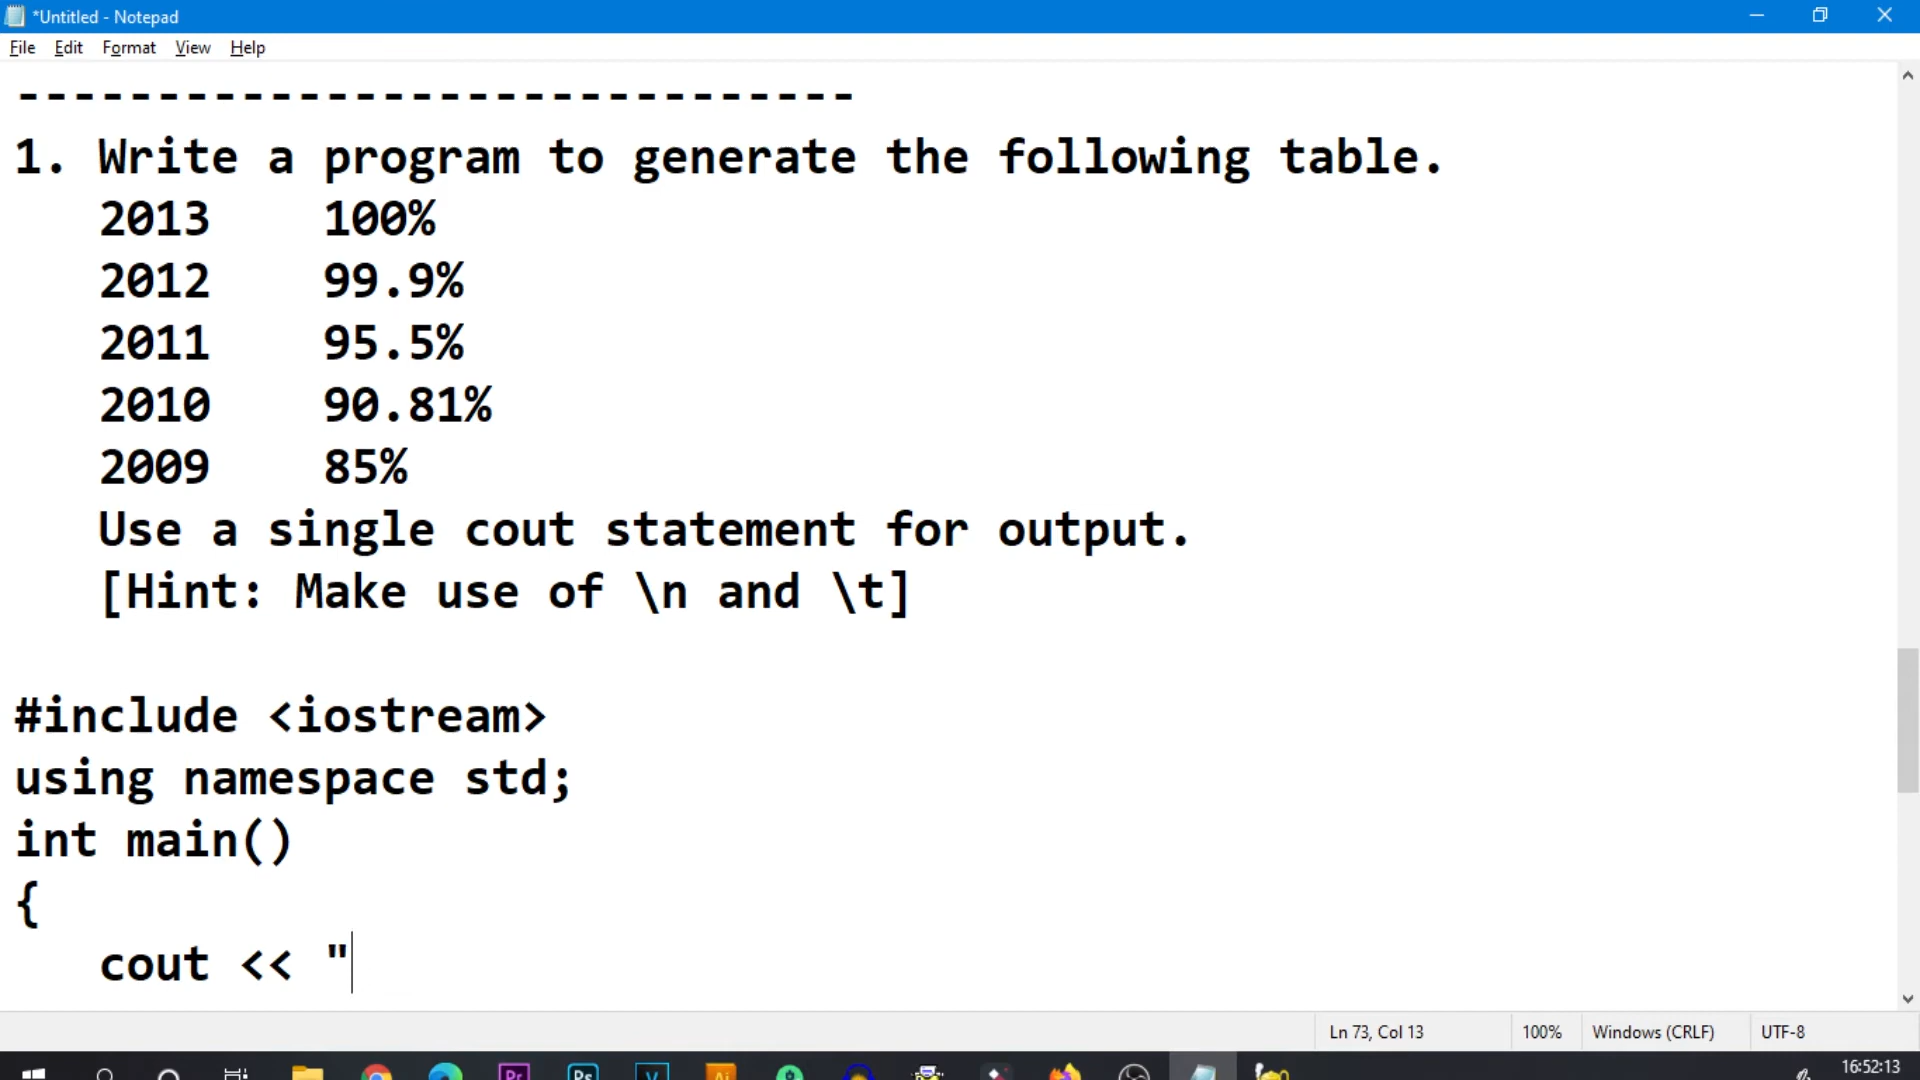 *Untitled - Notepad
File Edit Format View Help
------------------------------
1. Write a program to generate the following table.
2013 100%
2012 99.9%
2011 95.5%
2010 90.81%
2009 85%
Use a single cout statement for output.
[Hint: Make use of \n and \t]
#include <iostream>
using namespace std;
int main()
{
cout << "
Ln 73, Col 13 100% Windows (CRLF) UTF-8
Pr Ps V Ai
16:52:13